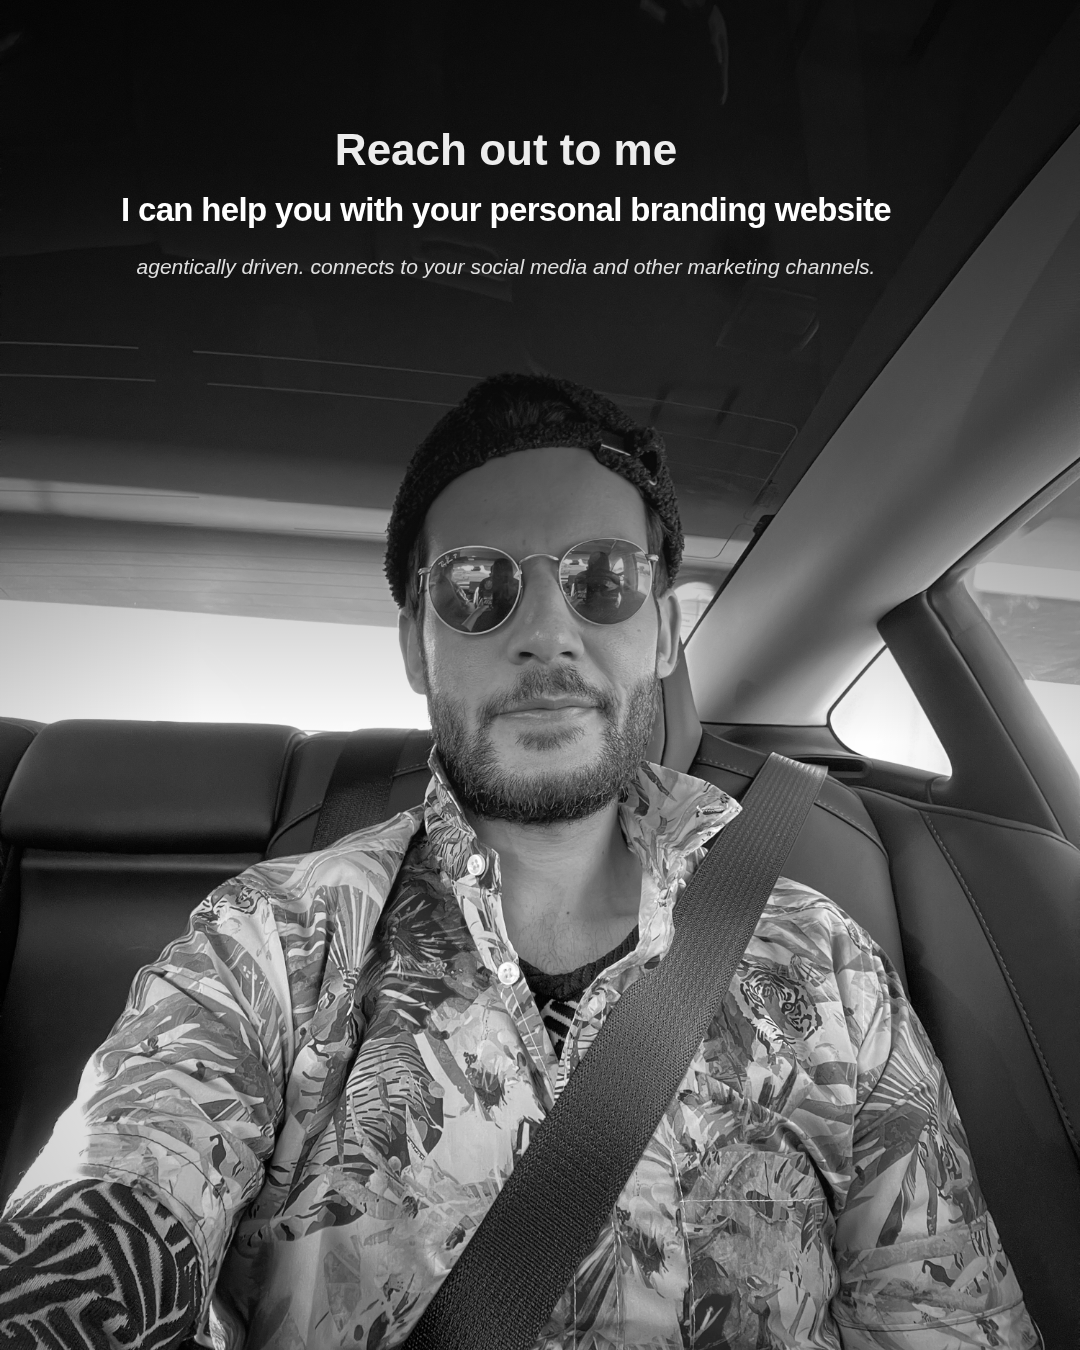 Reach out to me
I can help you with your personal branding website
agentically driven. connects to your social media and other marketing channels.